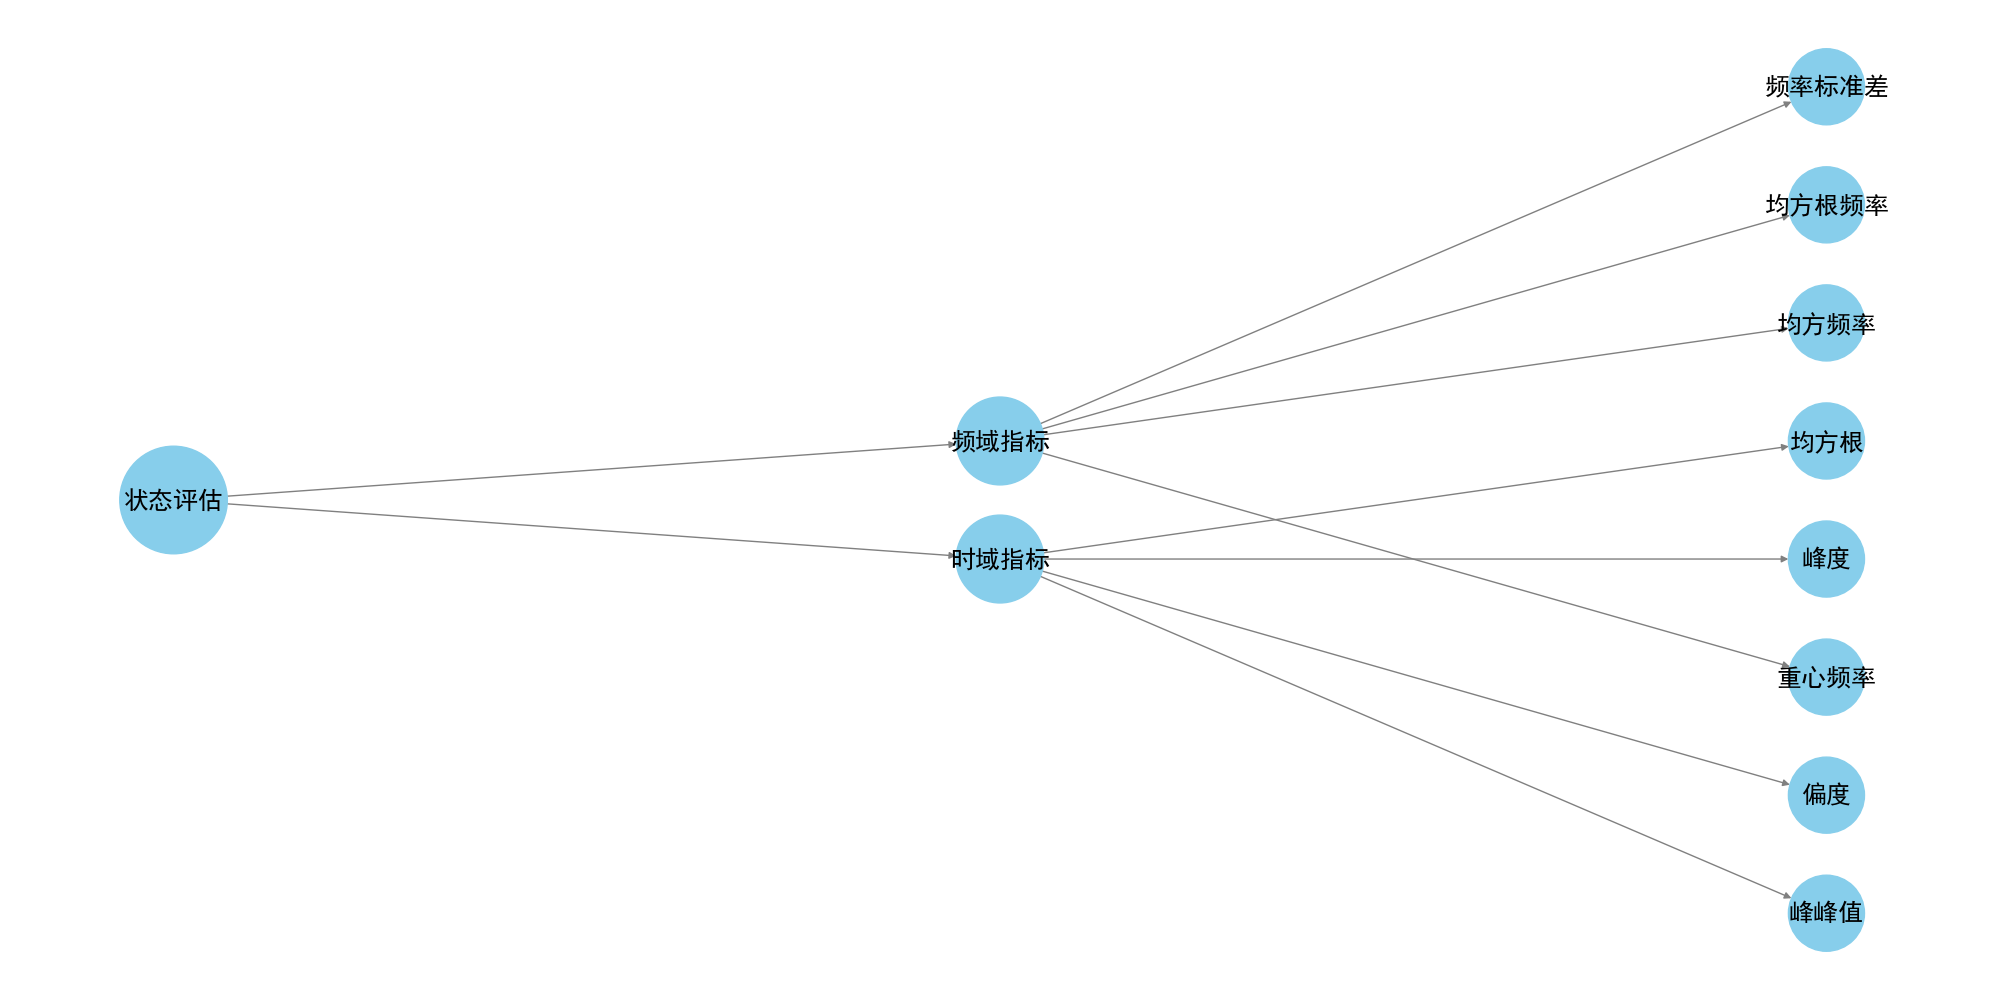 状态评估
频域指标
时域指标
频率标准差
均方根频率
均方频率
均方根
峰度
重心频率
偏度
峰峰值